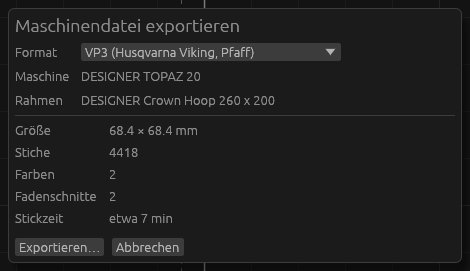 Maschinendatei exportieren
Format VP3 (Husqvarna Viking, Pfaff)
Maschine DESIGNER TOPAZ 20
Rahmen DESIGNER Crown Hoop 260 x 200
Größe 68.4 × 68.4 mm
Stiche 4418
Farben 2
Fadenschnitte 2
Stickzeit etwa 7 min
Exportieren... Abbrechen